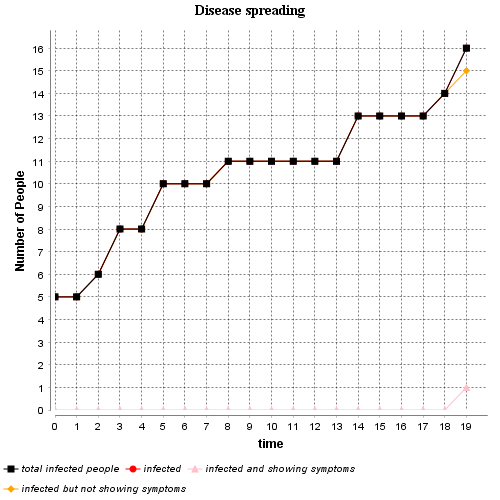 Disease spreading
Number of People
16
15
14
13
12
11
10
9
8
7
6
5
4
3
2
1
0
0 1 2 3 4 5 6 7 8 9 10 11 12 13 14 15 16 17 18 19
time
total infected people infected infected and showing symptoms
infected but not showing symptoms